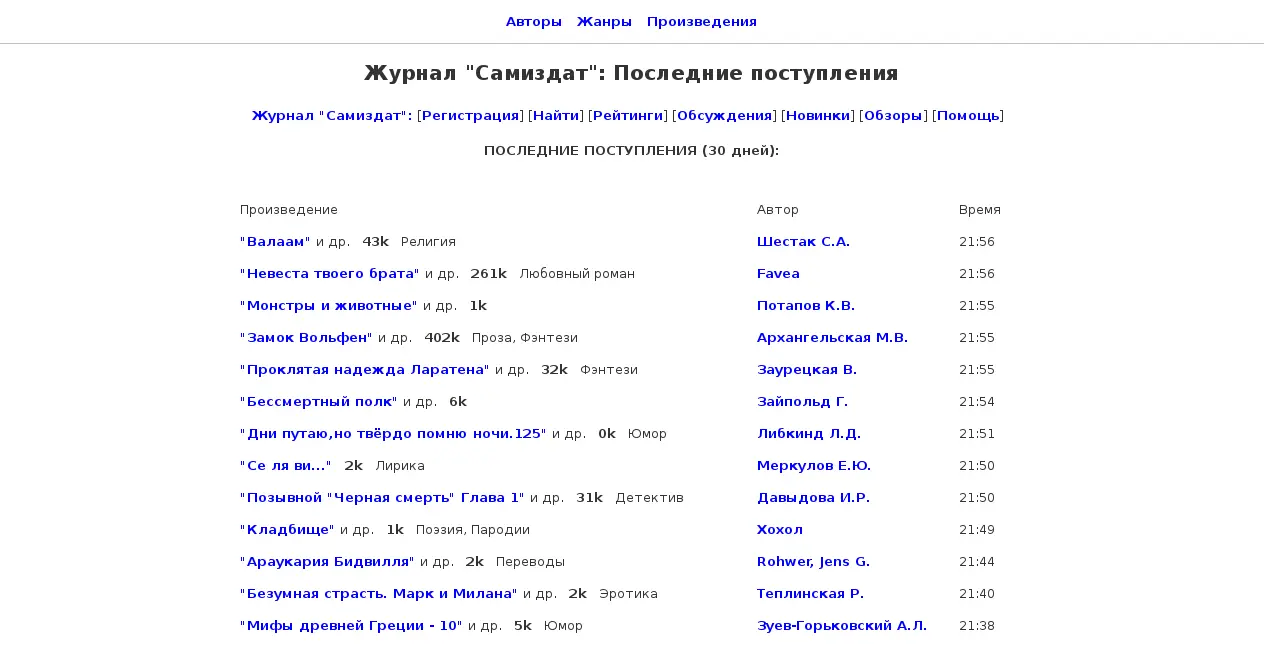 Авторы Жанры Произведения
Журнал "Самиздат": Последние поступления
Журнал "Самиздат": [Регистрация] [Найти] [Рейтинги] [Обсуждения] [Новинки] [Обзоры] [Помощь]
ПОСЛЕДНИЕ ПОСТУПЛЕНИЯ (30 дней):
Произведение Автор Время
"Валаам" и др. 43k Религия Шестак С.А. 21:56
"Невеста твоего брата" и др. 261k Любовный роман Favea 21:56
"Монстры и животные" и др. 1k Потапов К.В. 21:55
"Замок Вольфен" и др. 402k Проза, Фэнтези Архангельская М.В. 21:55
"Проклятая надежда Ларатена" и др. 32k Фэнтези Заурецкая В. 21:55
"Бессмертный полк" и др. 6k Зайпольд Г. 21:54
"Дни путаю,но твёрдо помню ночи.125" и др. 0k Юмор Либкинд Л.Д. 21:51
"Се ля ви..." 2k Лирика Меркулов Е.Ю. 21:50
"Позывной "Черная смерть" Глава 1" и др. 31k Детектив Давыдова И.Р. 21:50
"Кладбище" и др. 1k Поэзия, Пародии Хохол 21:49
"Араукария Бидвилля" и др. 2k Переводы Rohwer, Jens G. 21:44
"Безумная страсть. Марк и Милана" и др. 2k Эротика Теплинская Р. 21:40
"Мифы древней Греции - 10" и др. 5k Юмор Зуев-Горьковский А.Л. 21:38